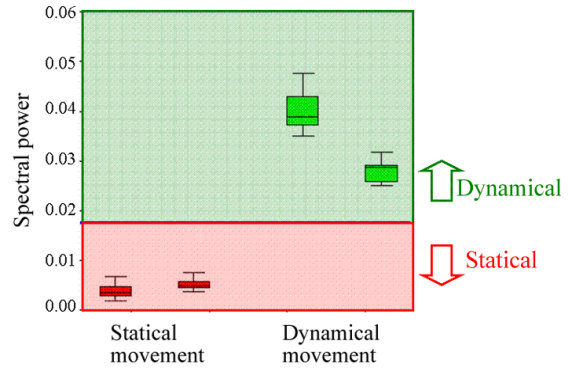 0.06
0.05
0.04
0.03
0.02
0.01
0.00
Spectral power
Dynamical
Statical
Statical
movement
Dynamical
movement